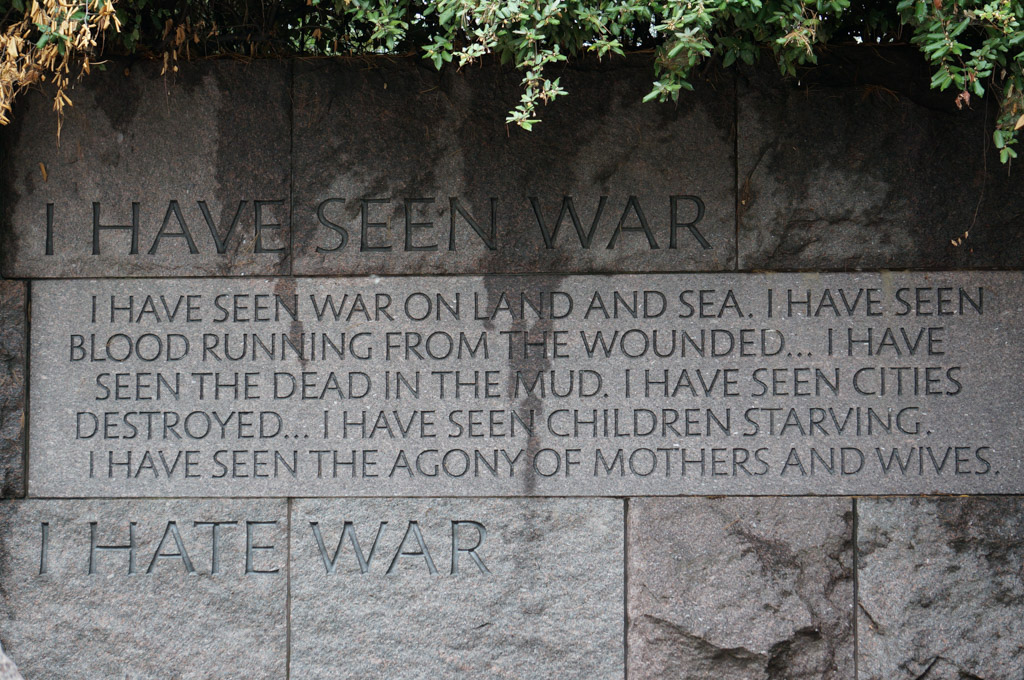 I HAVE SEEN WAR
I HAVE SEEN WAR ON LAND AND SEA. I HAVE SEEN
BLOOD RUNNING FROM THE WOUNDED... I HAVE
SEEN THE DEAD IN THE MUD. I HAVE SEEN CITIES
DESTROYED... I HAVE SEEN CHILDREN STARVING.
I HAVE SEEN THE AGONY OF MOTHERS AND WIVES.
I HATE WAR